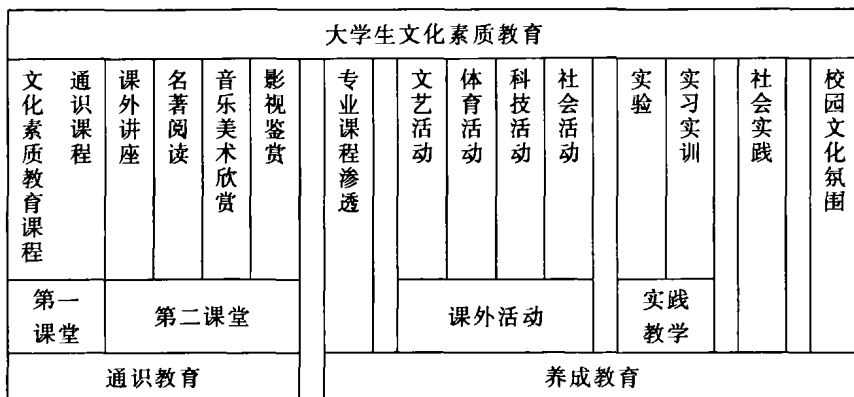 大学生文化素质教育
文化素质教育课程
通识课程
课外讲座
名著阅读
音乐美术欣赏
影视鉴赏
专业课程渗透
文艺活动
体育活动
科技活动
社会活动
实验
实习实训
社会实践
校园文化氛围
第一
课堂
第二课堂
课外活动
实践
教学
通识教育
养成教育